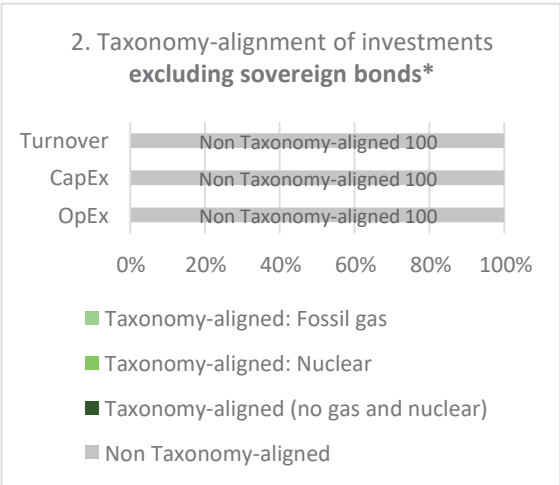 2. Taxonomy-alignment of investments
excluding sovereign bonds*
Turnover
Non Taxonomy-aligned 100
CapEx
Non Taxonomy-aligned 100
OpEx
Non Taxonomy-aligned 100
0% 20% 40% 60% 80% 100%
Taxonomy-aligned: Fossil gas
Taxonomy-aligned: Nuclear
Taxonomy-aligned (no gas and nuclear)
Non Taxonomy-aligned